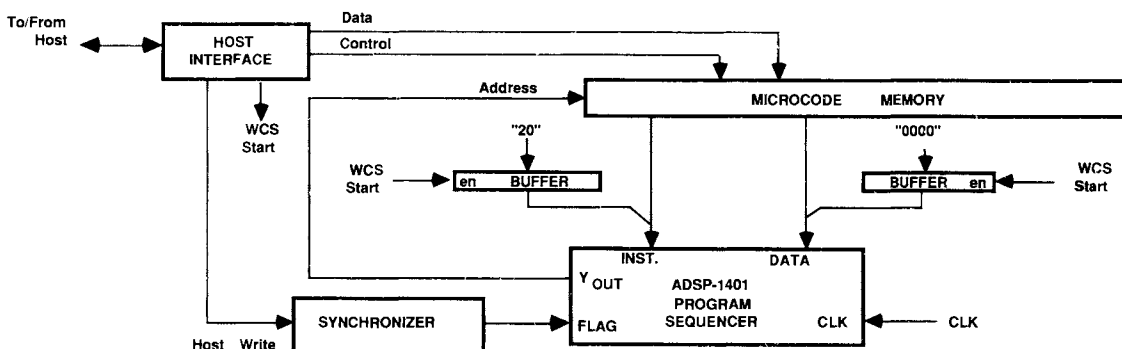 To/From
Host
HOST
INTERFACE
Data
Control
Address
MICROCODE MEMORY
WCS
Start
"20"
"0000"
WCS
Start
en BUFFER
BUFFER en
WCS
Start
INST.
DATA
Y OUT
ADSP-1401
PROGRAM
SEQUENCER
FLAG
CLK
CLK
SYNCHRONIZER
Host Write